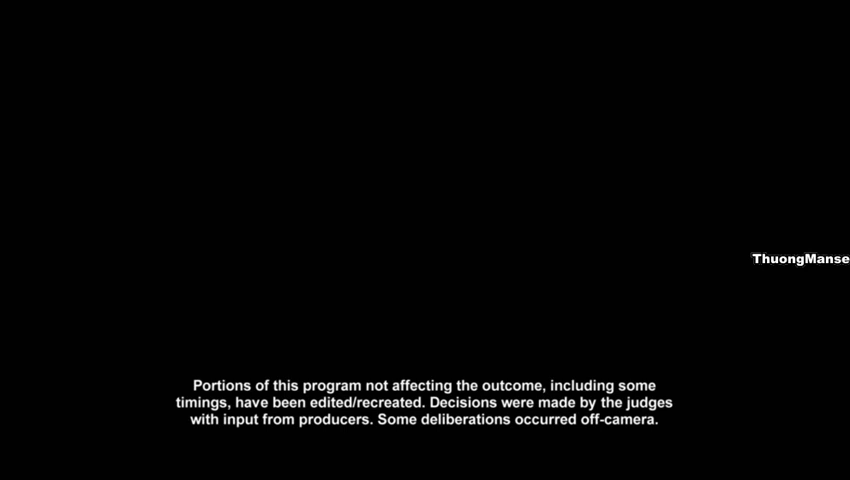 ThuongManse
Portions of this program not affecting the outcome, including some
timings, have been edited/recreated. Decisions were made by the judges
with input from producers. Some deliberations occurred off-camera.